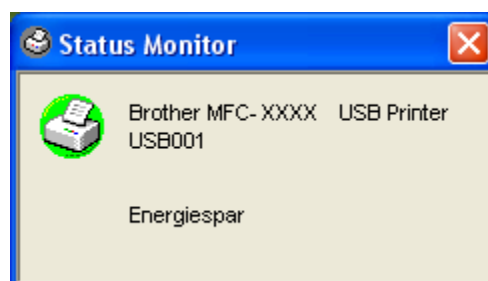 Status Monitor
Brother MFC- XXXX USB Printer
USB001
Energiespar